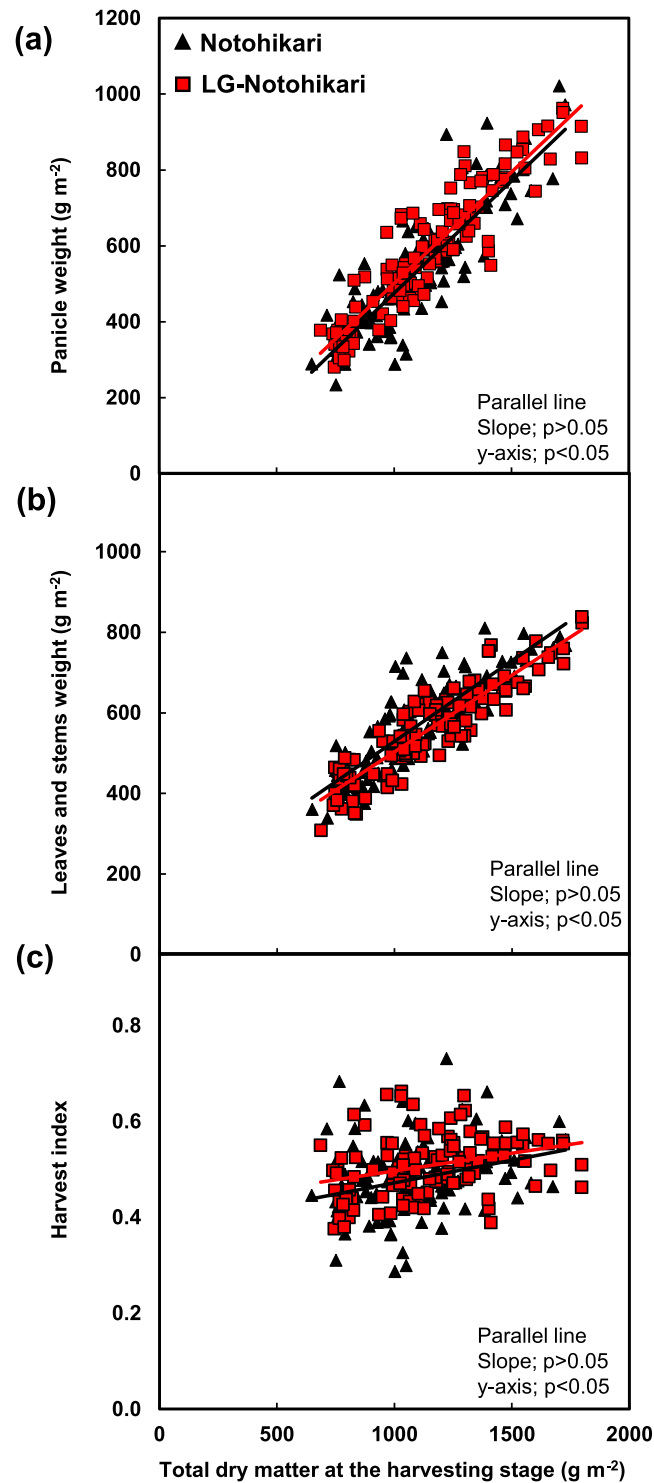 (a)
Notohikari
LG-Notohikari
1200
1000
800
600
400
200
0
Panicle weight (g m-2)
Parallel line
Slope; p>0.05
y-axis; p<0.05
(b)
1000
800
600
400
200
0
Leaves and stems weight (g m-2)
Parallel line
Slope; p>0.05
y-axis; p<0.05
(c)
0.8
0.6
0.4
0.2
0.0
Harvest index
Parallel line
Slope; p>0.05
y-axis; p<0.05
0 500 1000 1500 2000
Total dry matter at the harvesting stage (g m-2)